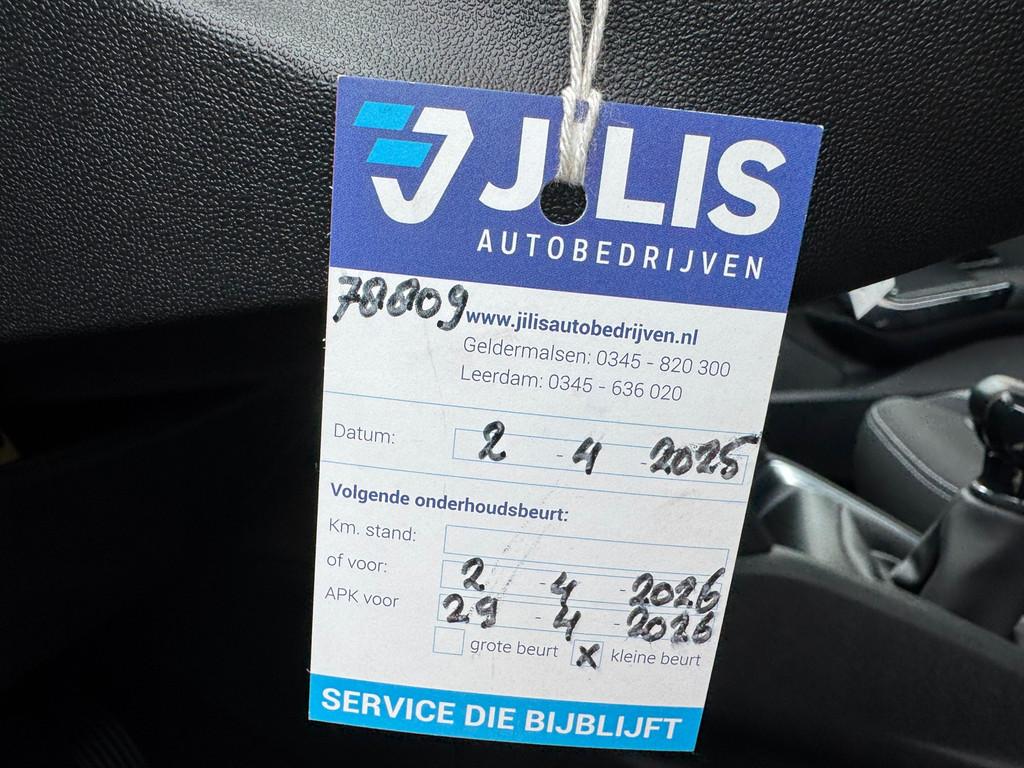 JILIS
AUTOBEDRIJVEN
78809
www.jilisautobedrijven.nl
Geldermalsen: 0345 - 820 300
Leerdam: 0345 - 636 020
Datum: 2 - 4 - 2025
Volgende onderhoudsbeurt:
Km. stand:
of voor: 2 - 4 - 2026
APK voor 29 - 4 - 2026
grote beurt x kleine beurt
SERVICE DIE BIJBLIJFT